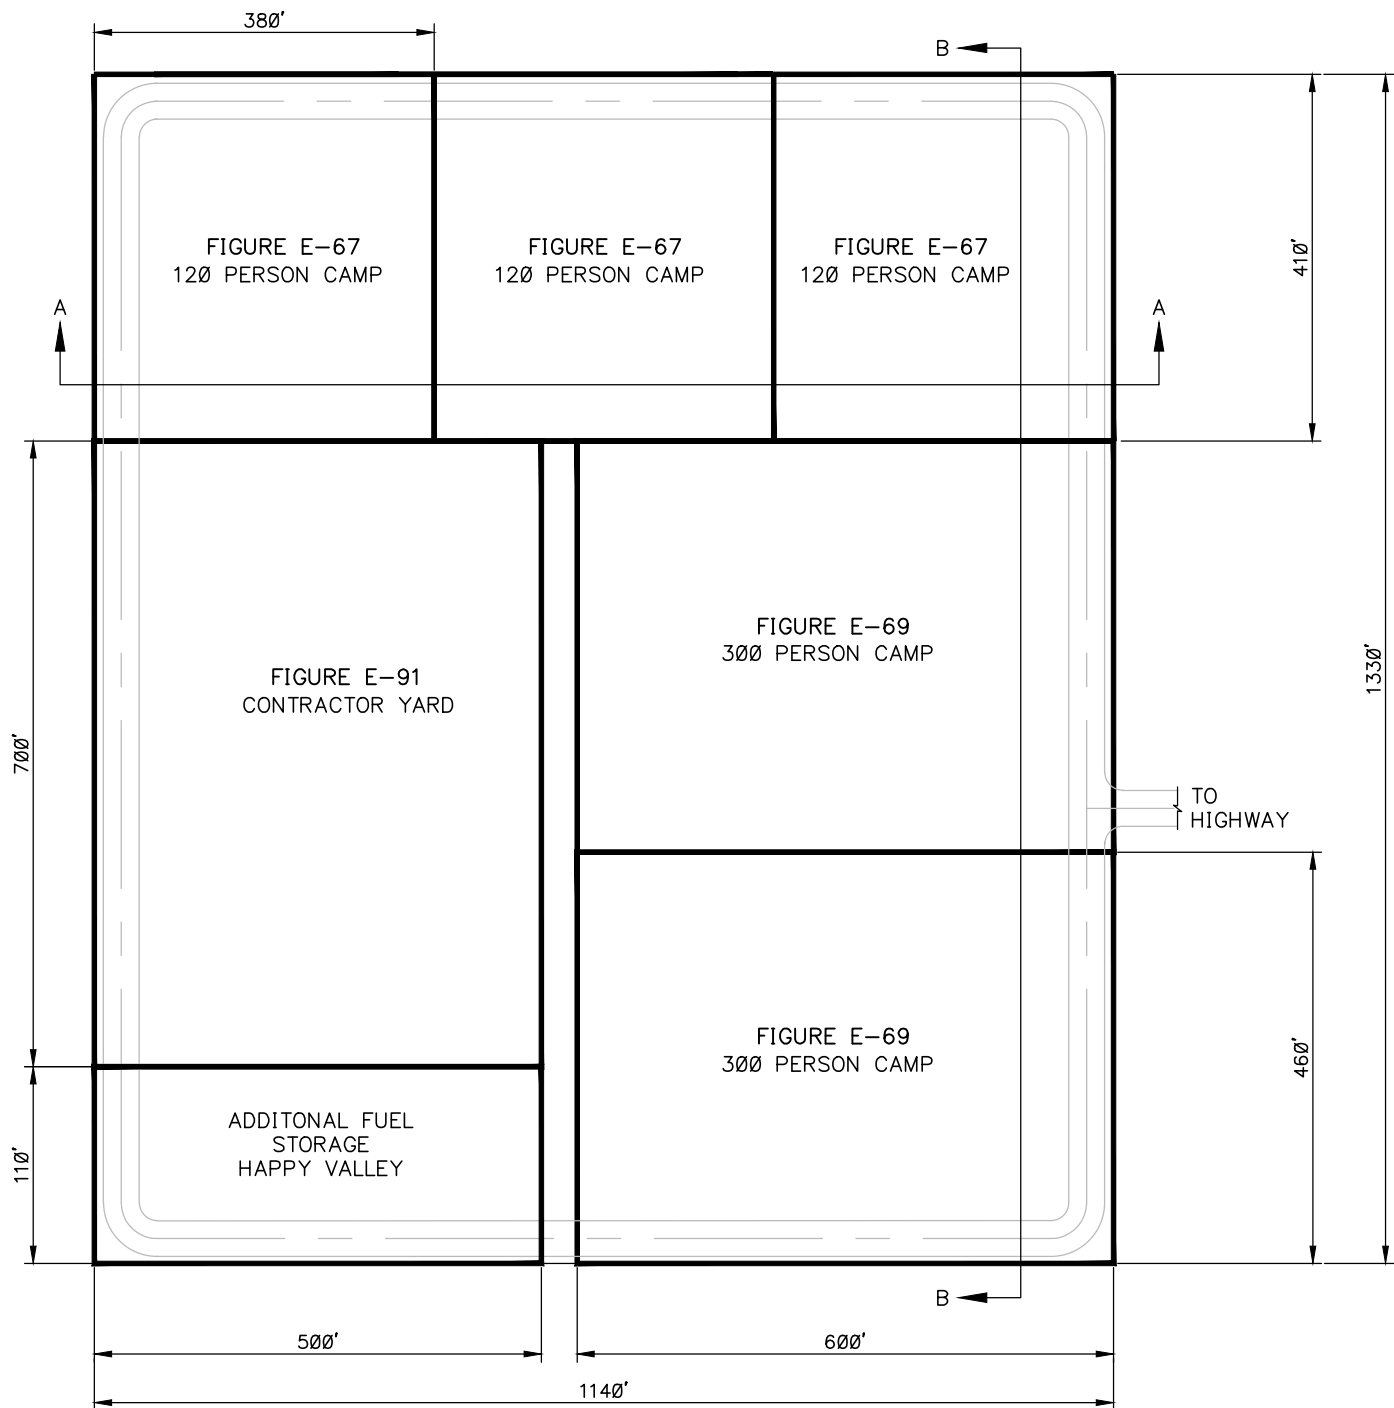 380'
B
FIGURE E-67
120 PERSON CAMP
FIGURE E-67
120 PERSON CAMP
FIGURE E-67
120 PERSON CAMP
410'
A
A
1330'
FIGURE E-69
300 PERSON CAMP
FIGURE E-91
CONTRACTOR YARD
700'
TO
HIGHWAY
FIGURE E-69
300 PERSON CAMP
460'
ADDITONAL FUEL
STORAGE
HAPPY VALLEY
110'
B
500'
600'
1140'